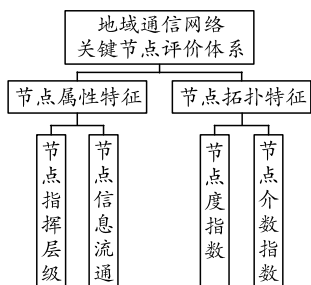 地域通信网络
关键节点评价体系
节点属性特征
节点拓扑特征
节点指挥层级
节点信息流通
节点度指数
节点介数指数